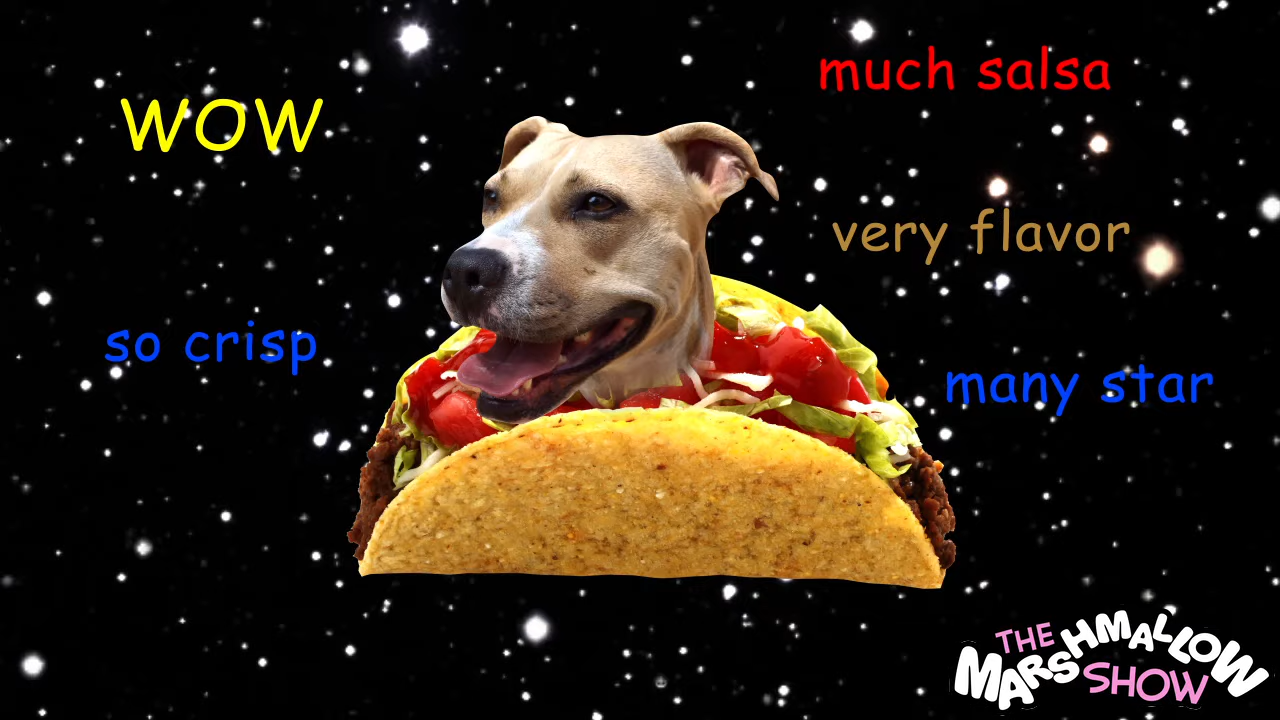 wow
much salsa
very flavor
so crisp
many star
THE
MARSHMALLOW
SHOW